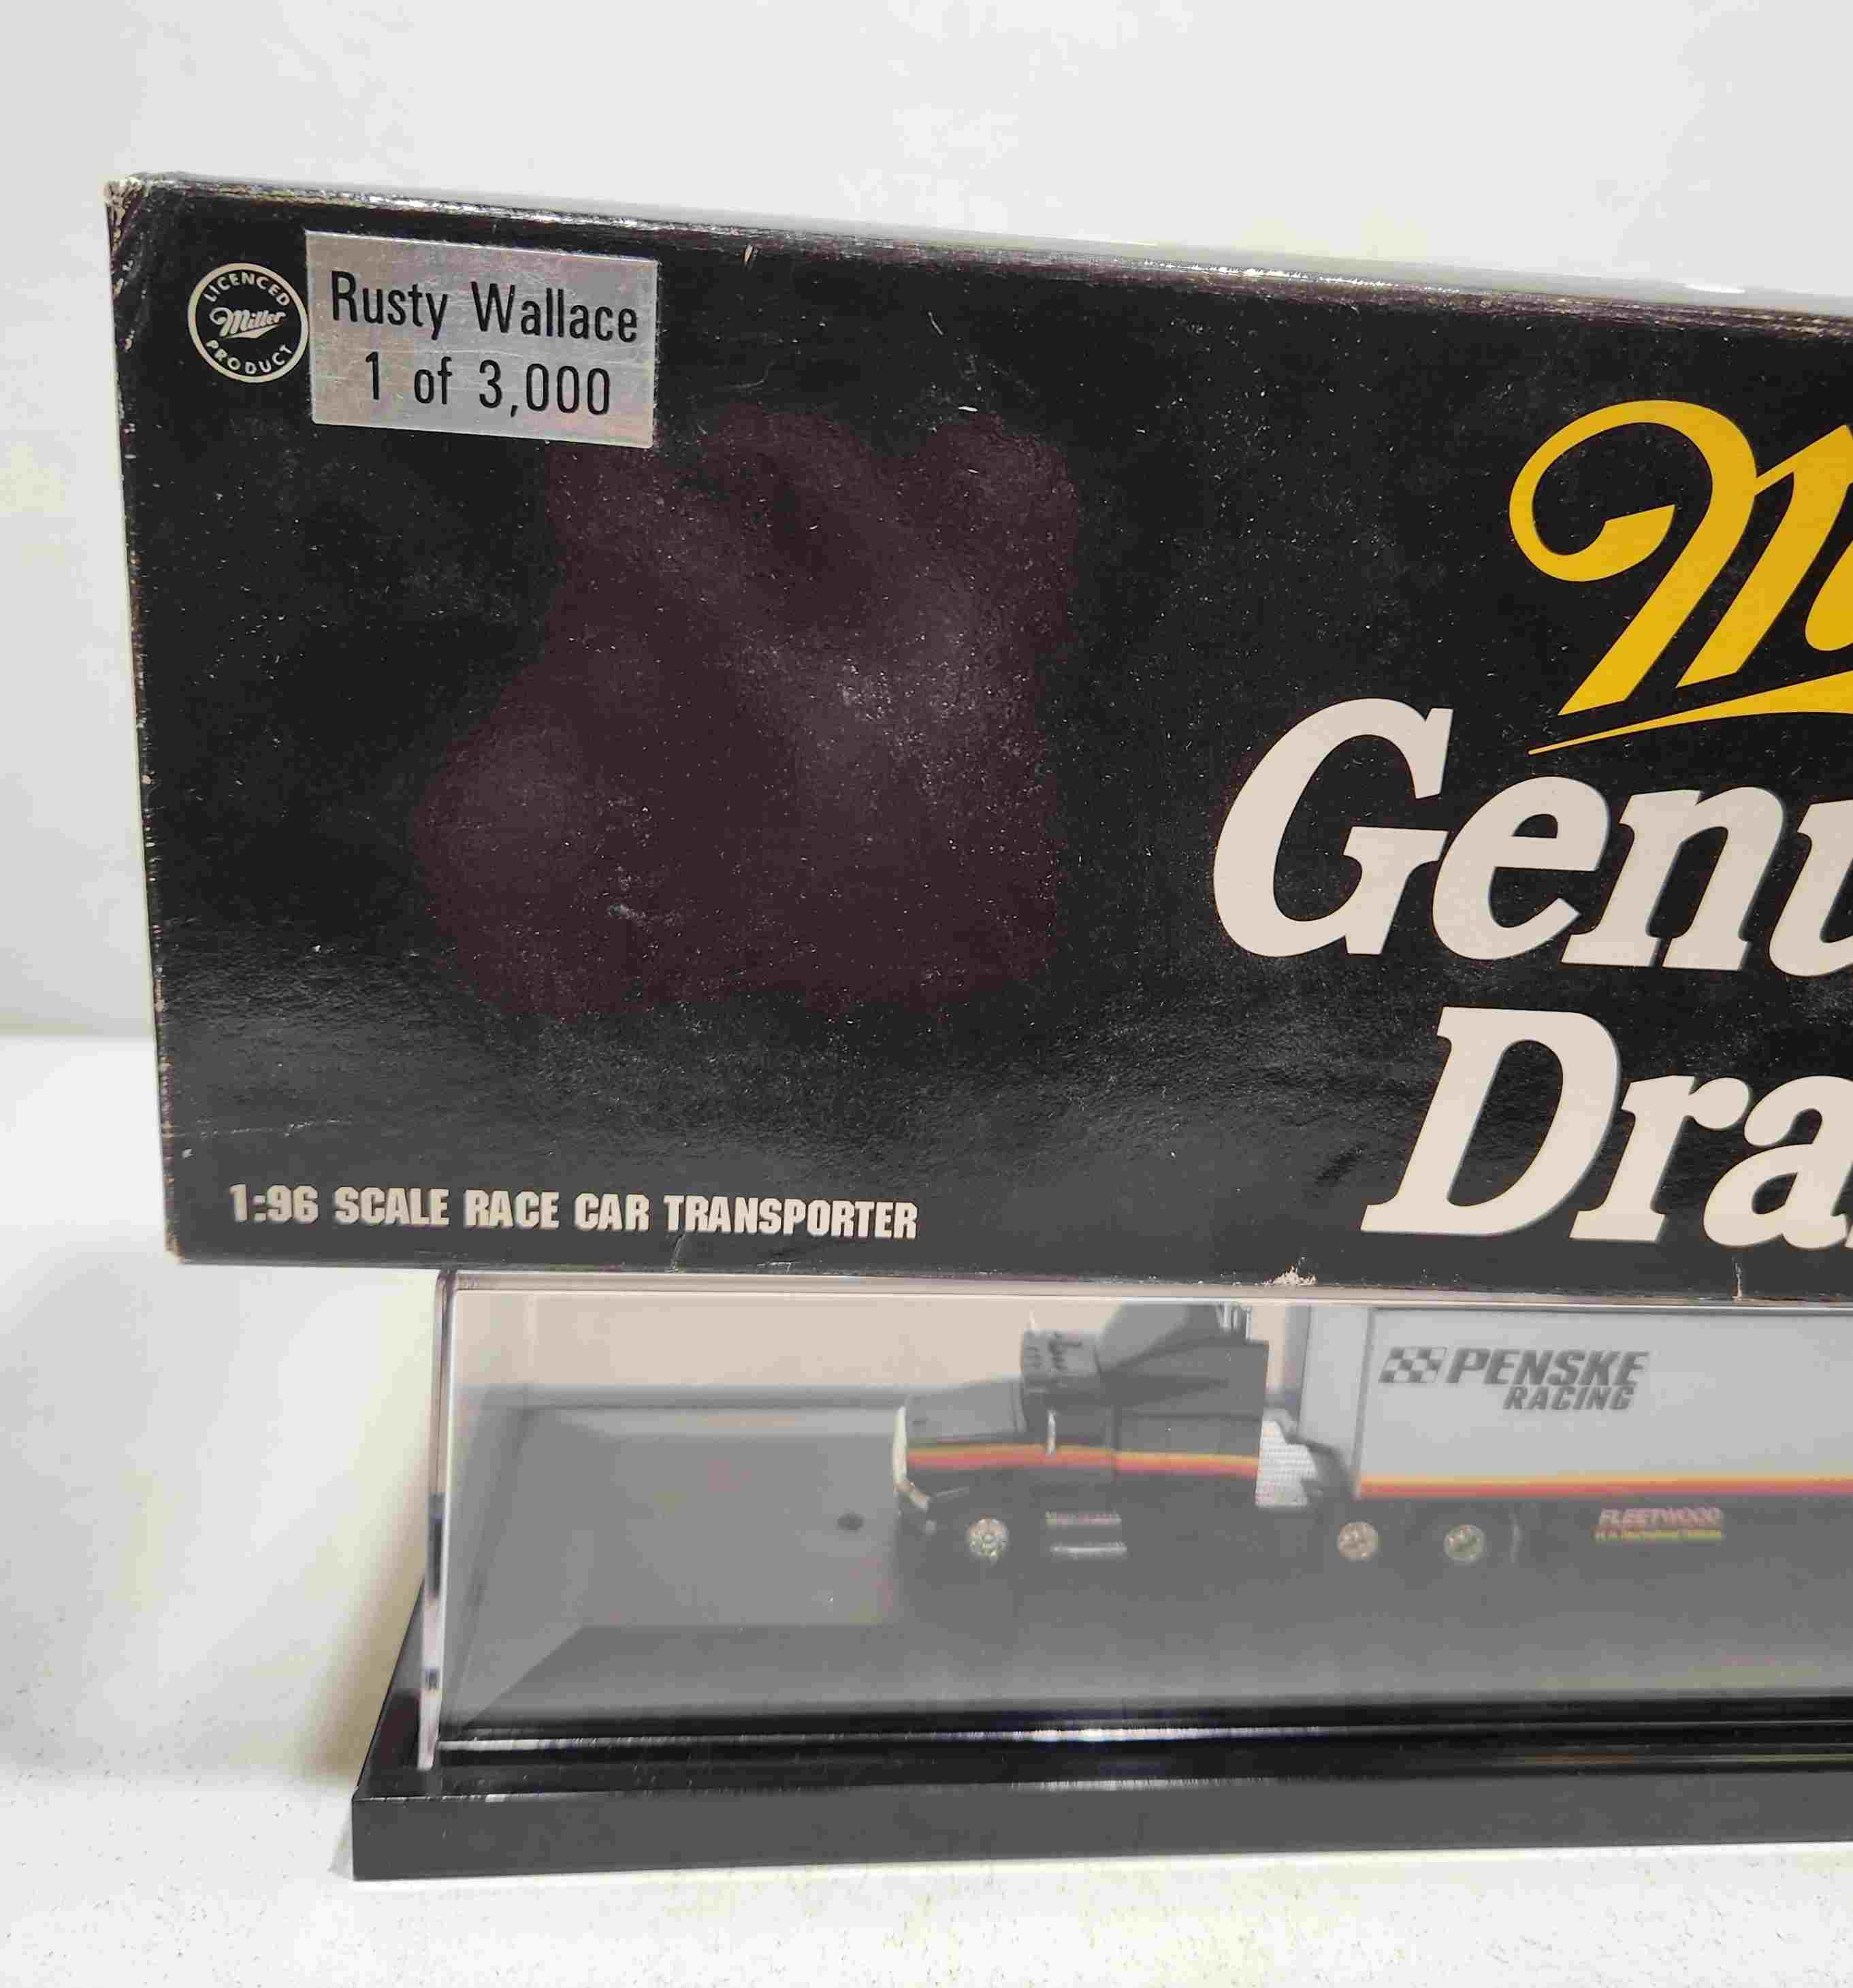 LICENCED
Miller
PRODUCT
Rusty Wallace
1 of 3,000
Genu
Dra
1:96 SCALE RACE CAR TRANSPORTER
PENSKE
RACING
FLEETWOOD